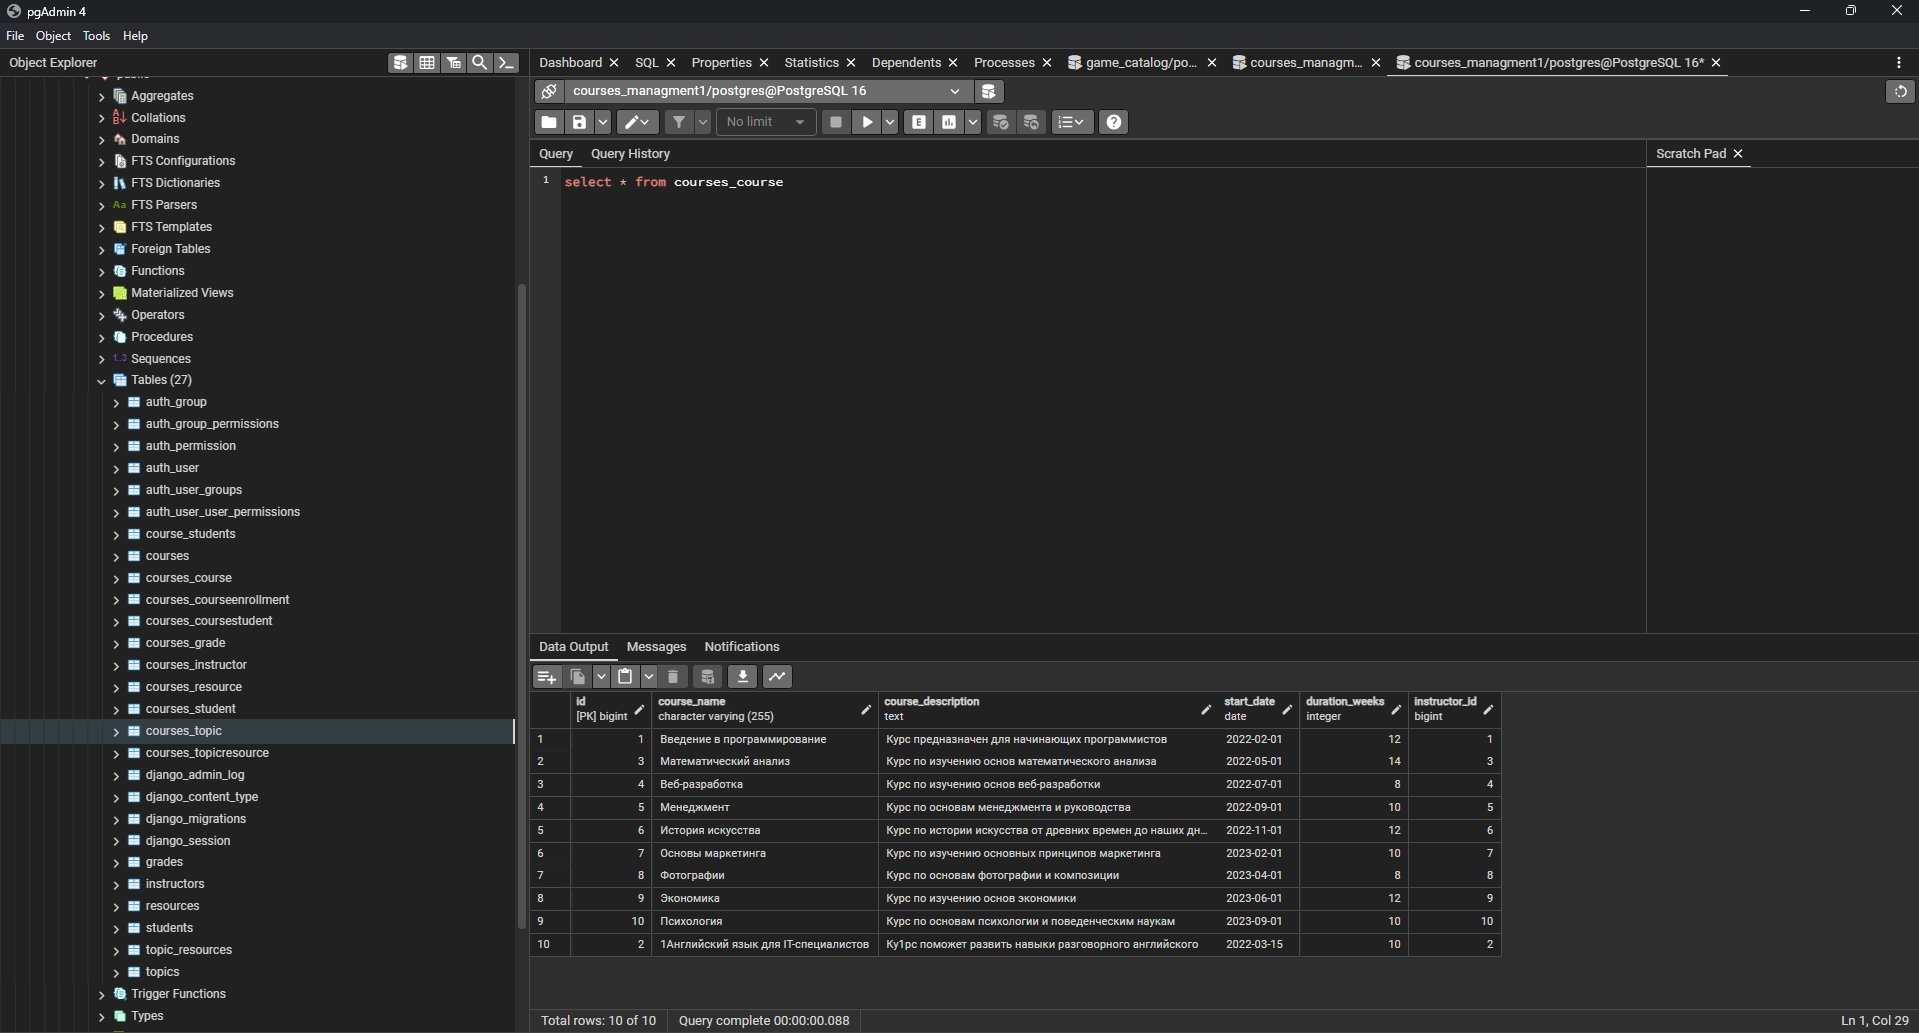 pgAdmin 4
File Object Tools Help
Object Explorer
Aggregates
Collations
Domains
FTS Configurations
FTS Dictionaries
Aa FTS Parsers
FTS Templates
Foreign Tables
Functions
Materialized Views
Operators
Procedures
1..3 Sequences
Tables (27)
auth_group
auth_group_permissions
auth_permission
auth_user
auth_user_groups
auth_user_user_permissions
course_students
courses
courses_course
courses_courseenrollment
courses_coursestudent
courses_grade
courses_instructor
courses_resource
courses_student
courses_topic
courses_topicresource
django_admin_log
django_content_type
django_migrations
django_session
grades
instructors
resources
students
topic_resources
topics
Trigger Functions
Types
Dashboard SQL Properties Statistics Dependents Processes game_catalog/po... courses_managm... courses_managment1/postgres@PostgreSQL 16*
courses_managment1/postgres@PostgreSQL 16
No limit E
Query Query History
Scratch Pad
1 select * from courses_course
Data Output Messages Notifications
id course_name course_description start_date duration_weeks instructor_id
[PK] bigint character varying (255) text date integer bigint
1 1 Введение в программирование Курс предназначен для начинающих программистов 2022-02-01 12 1
2 3 Математический анализ Курс по изучению основ математического анализа 2022-05-01 14 3
3 4 Веб-разработка Курс по изучению основ веб-разработки 2022-07-01 8 4
4 5 Менеджмент Курс по основам менеджмента и руководства 2022-09-01 10 5
5 6 История искусства Курс по истории искусства от древних времен до наших дн... 2022-11-01 12 6
6 7 Основы маркетинга Курс по изучению основных принципов маркетинга 2023-02-01 10 7
7 8 Фотографии Курс по основам фотографии и композиции 2023-04-01 8 8
8 9 Экономика Курс по изучению основ экономики 2023-06-01 12 9
9 10 Психология Курс по основам психологии и поведенческим наукам 2023-09-01 10 10
10 2 1Английский язык для IT-специалистов Ку1рс поможет развить навыки разговорного английского 2022-03-15 10 2
Total rows: 10 of 10 Query complete 00:00:00.088
Ln 1, Col 29